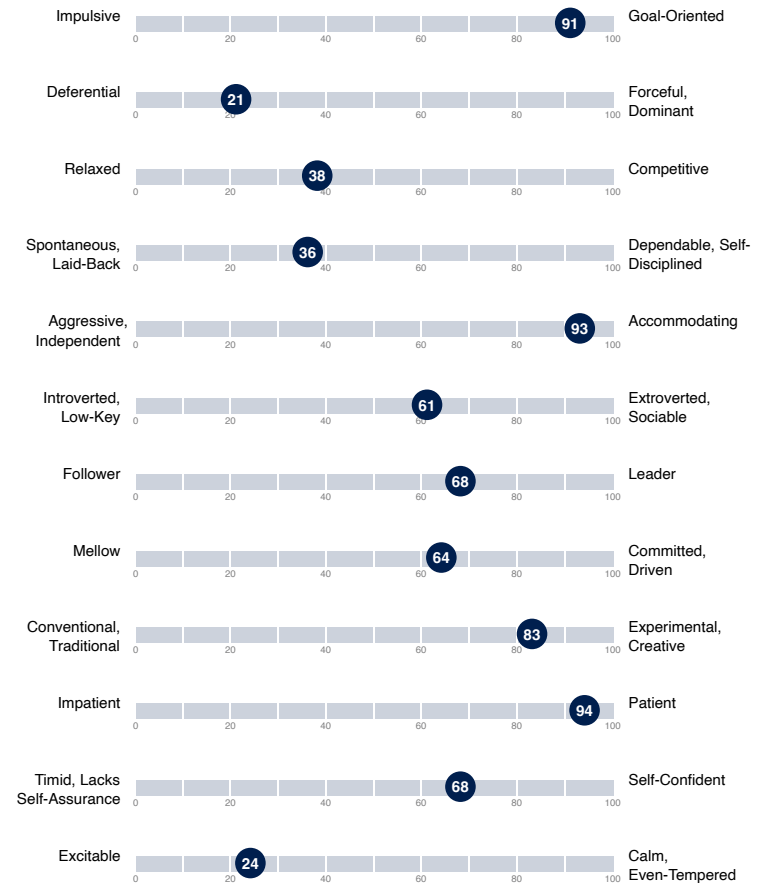 Impulsive
91
Goal-Oriented
0 20 40 60 80 100
Deferential
21
Forceful,
Dominant
0 20 40 60 80 100
Relaxed
38
Competitive
0 20 40 60 80 100
Spontaneous,
Laid-Back
36
Dependable, Self-
Disciplined
0 20 40 60 80 100
Aggressive,
Independent
93
Accommodating
0 20 40 60 80 100
Introverted,
Low-Key
61
Extroverted,
Sociable
0 20 40 60 80 100
Follower
68
Leader
0 20 40 60 80 100
Mellow
64
Committed,
Driven
0 20 40 60 80 100
Conventional,
Traditional
83
Experimental,
Creative
0 20 40 60 80 100
Impatient
94
Patient
0 20 40 60 80 100
Timid, Lacks
Self-Assurance
68
Self-Confident
0 20 40 60 80 100
Excitable
24
Calm,
Even-Tempered
0 20 40 60 80 100